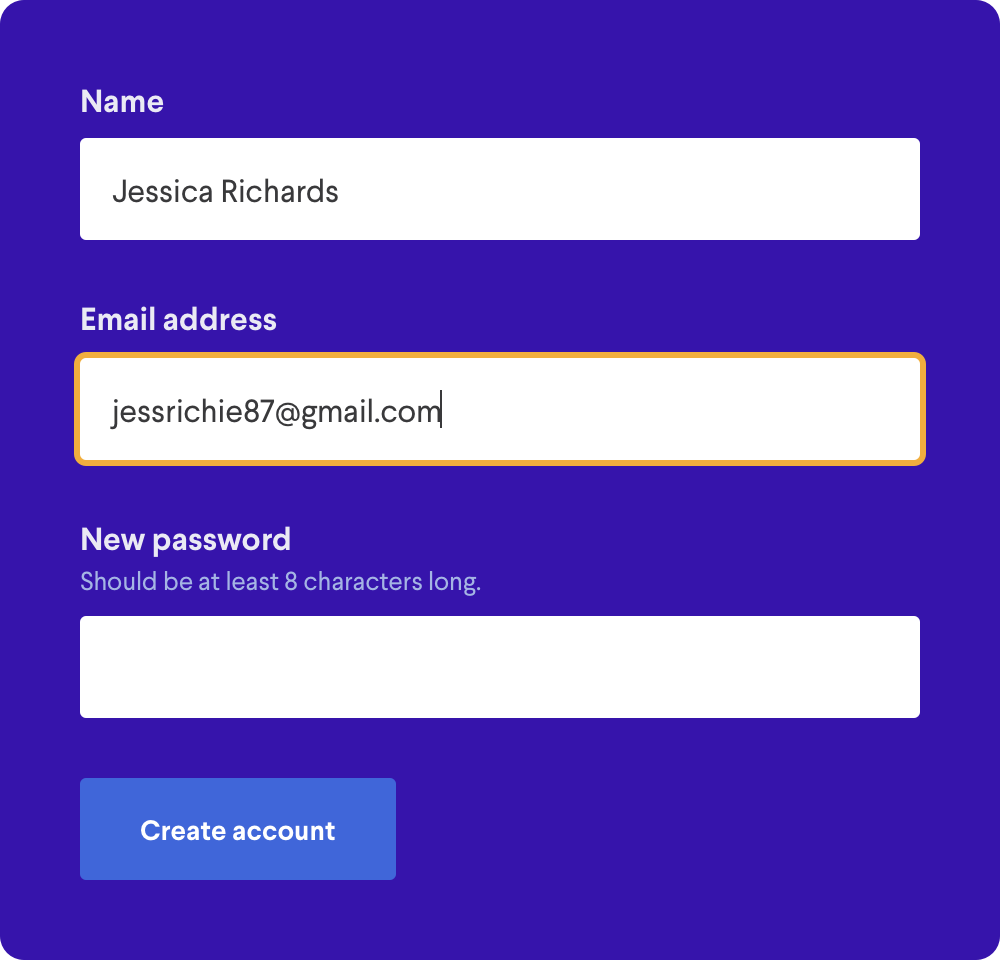 Name
Jessica Richards
Email address
jessrichie87@gmail.com
New password
Should be at least 8 characters long.
Create account